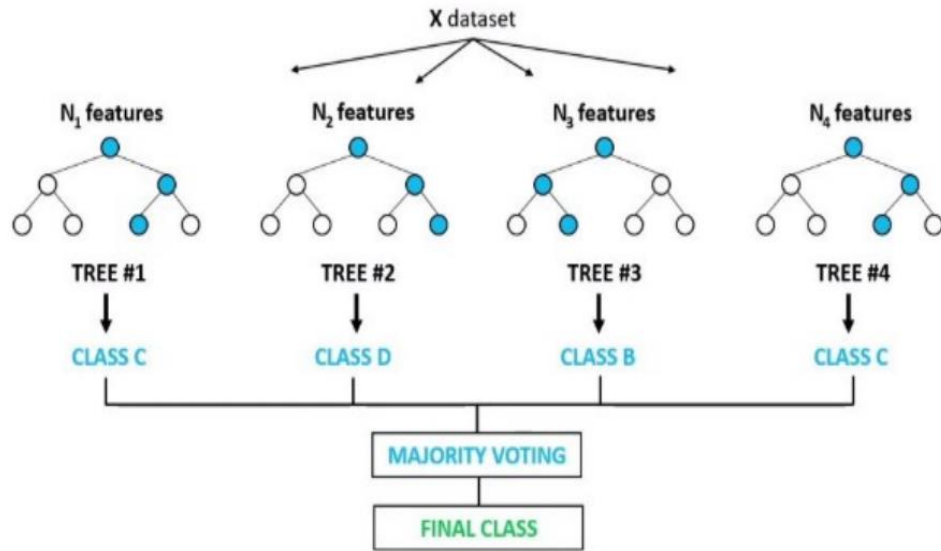 X dataset
N₁ features N₂ features N₃ features N₄ features
TREE #1 TREE #2 TREE #3 TREE #4
CLASS C CLASS D CLASS B CLASS C
MAJORITY VOTING
FINAL CLASS